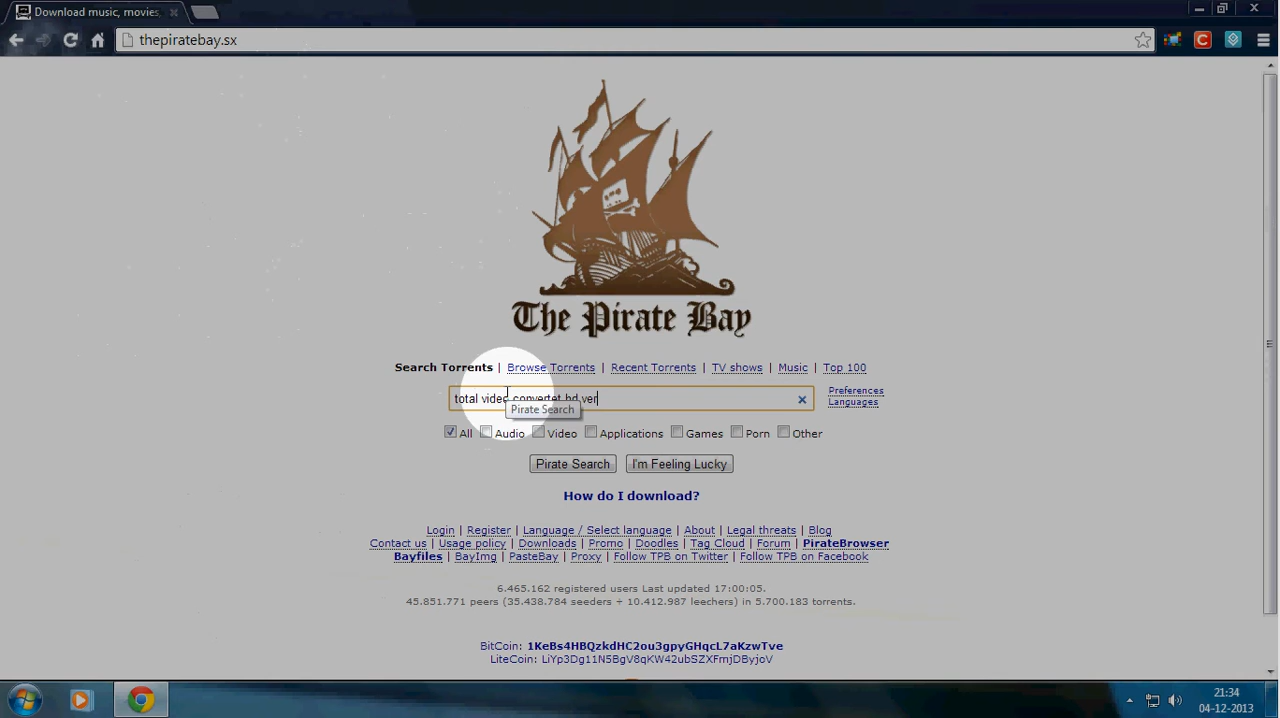 Download music, movies,
thepiratebay.sx
The Pirate Bay
Search Torrents | Browse Torrents | Recent Torrents | TV shows | Music | Top 100
total video convertet hd ver
Preferences
Languages
Pirate Search
All Audio Video Applications Games Porn Other
Pirate Search I'm Feeling Lucky
How do I download?
Login | Register | Language / Select language | About | Legal threats | Blog
Contact us | Usage policy | Downloads | Promo | Doodles | Tag Cloud | Forum | PirateBrowser
Bayfiles | BayImg | PasteBay | Proxy | Follow TPB on Twitter | Follow TPB on Facebook
6.465.162 registered users Last updated 17:00:05.
45.851.771 peers (35.438.784 seeders + 10.412.987 leechers) in 5.700.183 torrents.
BitCoin: 1KeBs4HBQzkdHC2ou3gpyGHqcL7aKzwTve
LiteCoin: LiYp3Dg11N5BgV8qKW42ubSZXFmjDByjoV
21:34
04-12-2013